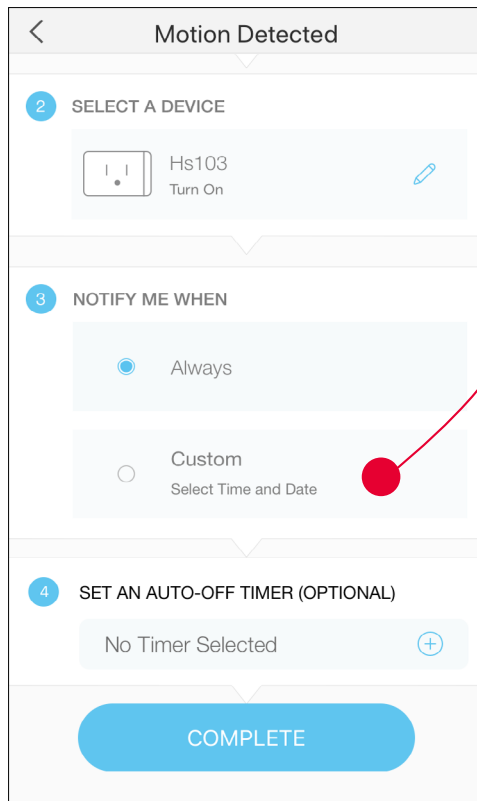 Motion Detected
2 SELECT A DEVICE
Hs103
Turn On
3 NOTIFY ME WHEN
Always
Custom
Select Time and Date
4 SET AN AUTO-OFF TIMER (OPTIONAL)
No Timer Selected
COMPLETE